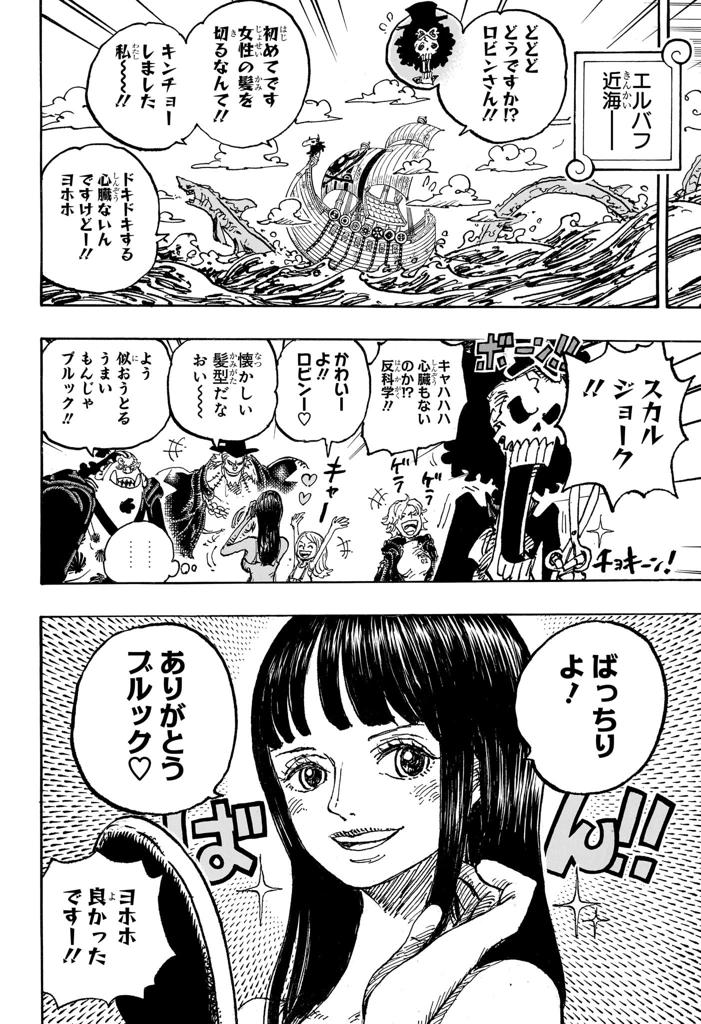 エルバフ
近海――
どどど
どうですか!?
ロビンさん!!
初めてです
女性の髪を
切るなんて!!
キンチョー
しました
私〜〜!!
ドキドキする
心臓ないん
ですけどー!!
ヨホホ
スカル
ジョーク
!!
ボーン!!
チョキーン!
キャハハハ
心臓もない
のか!?
反科学!!
ゲラ
ゲラ
かわいー
よ!!
ロビンー♡
キャー
懐かしい
髪型だな
おい〜〜
よう
似おうとる
うまい
もんじゃ
ブルック!!
……
ばっちり
よ!
ありがとう
ブルック♡
ばん!!
ヨホホ
良かった
ですー!!